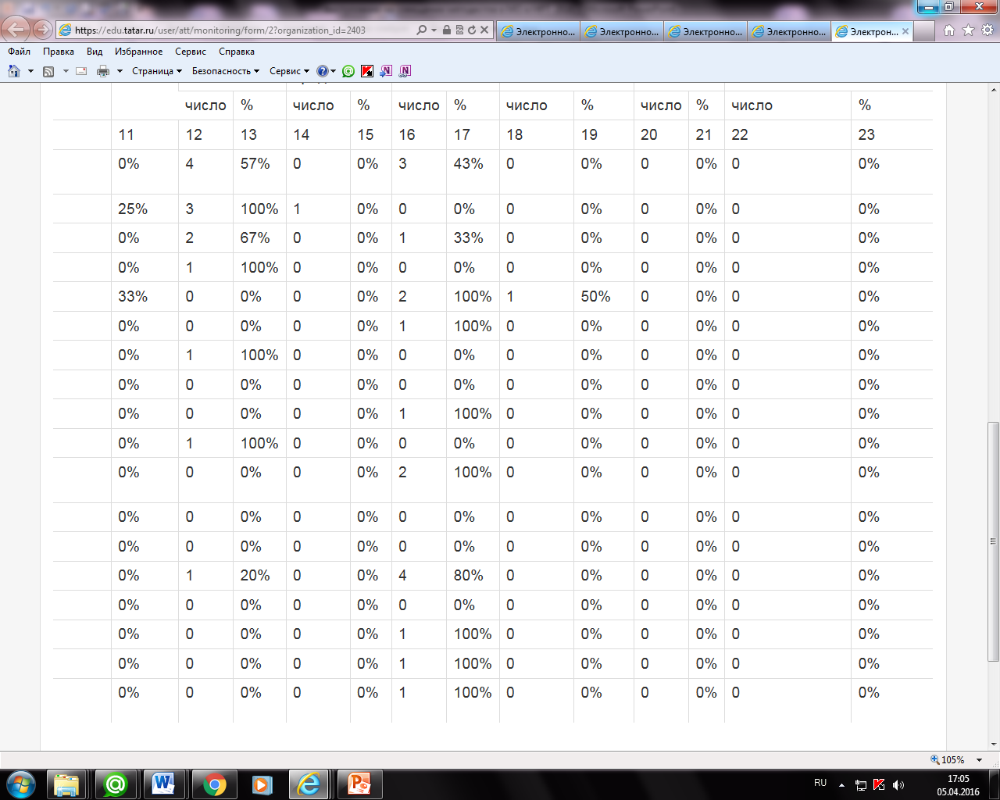 https://edu.tatar.ru/user/att/monitoring/form/2?organization_id=2403
Электронно... Электронно... Электронно... Электронно... Электрон...
Файл Правка Вид Избранное Сервис Справка
Страница Безопасность Сервис
число % число % число % число % число % число %
11 12 13 14 15 16 17 18 19 20 21 22 23
0% 4 57% 0 0% 3 43% 0 0% 0 0% 0 0%
25% 3 100% 1 0% 0 0% 0 0% 0 0% 0 0%
0% 2 67% 0 0% 1 33% 0 0% 0 0% 0 0%
0% 1 100% 0 0% 0 0% 0 0% 0 0% 0 0%
33% 0 0% 0 0% 2 100% 1 50% 0 0% 0 0%
0% 0 0% 0 0% 1 100% 0 0% 0 0% 0 0%
0% 1 100% 0 0% 0 0% 0 0% 0 0% 0 0%
0% 0 0% 0 0% 0 0% 0 0% 0 0% 0 0%
0% 0 0% 0 0% 1 100% 0 0% 0 0% 0 0%
0% 1 100% 0 0% 0 0% 0 0% 0 0% 0 0%
0% 0 0% 0 0% 2 100% 0 0% 0 0% 0 0%
0% 0 0% 0 0% 0 0% 0 0% 0 0% 0 0%
0% 0 0% 0 0% 0 0% 0 0% 0 0% 0 0%
0% 1 20% 0 0% 4 80% 0 0% 0 0% 0 0%
0% 0 0% 0 0% 0 0% 0 0% 0 0% 0 0%
0% 0 0% 0 0% 1 100% 0 0% 0 0% 0 0%
0% 0 0% 0 0% 1 100% 0 0% 0 0% 0 0%
0% 0 0% 0 0% 1 100% 0 0% 0 0% 0 0%
105%
RU 17:05
05.04.2016